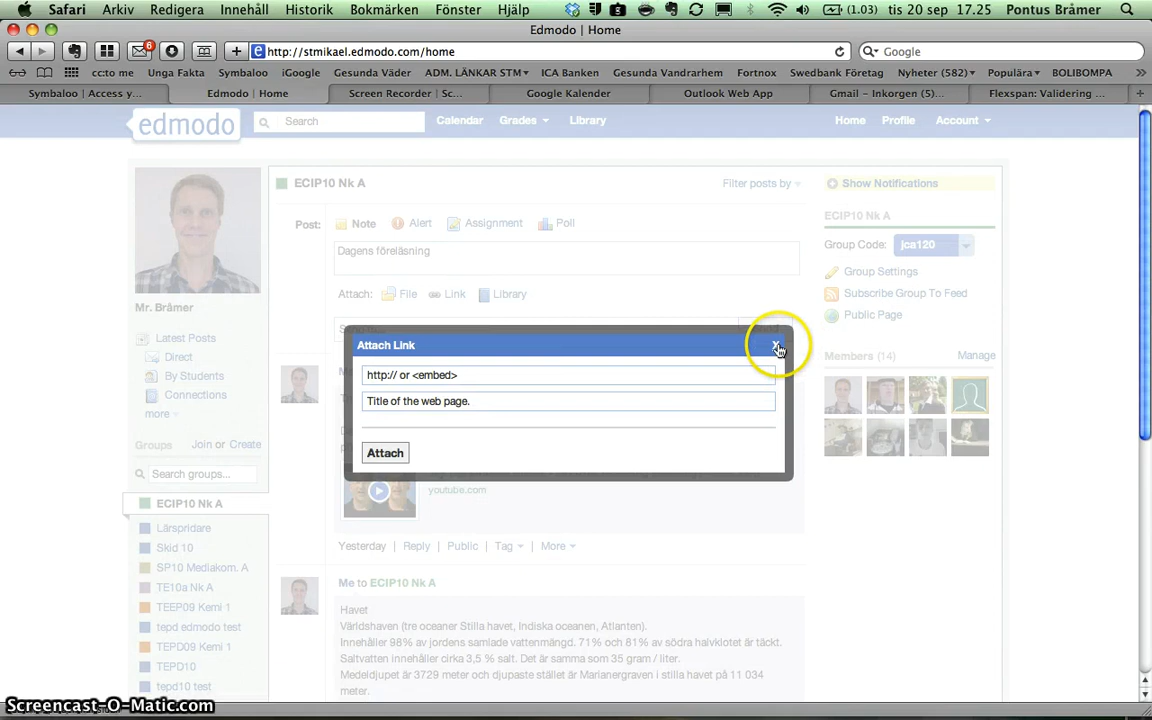 Safari Arkiv Redigera Innehåll Historik Bokmärken Fönster Hjälp (1.03) tis 20 sep 17.25 Pontus Bråmer
Edmodo | Home
6 http://stmikael.edmodo.com/home Google
cc:to me Unga Fakta Symbaloo iGoogle Gesunda Väder ADM. LÄNKAR STM ICA Banken Gesunda Vandrarhem Fortnox Swedbank Företag Nyheter (582) Populära BOLIBOMPA
Symbaloo | Access y... Edmodo | Home Screen Recorder | Sc... Google Kalender Outlook Web App Gmail – Inkorgen (5)... Flexspan: Validering ...
edmodo Search Calendar Grades Library Home Profile Account
ECIP10 Nk A Filter posts by Show Notifications
Post: Note Alert Assignment Poll
ECIP10 Nk A
Group Code: jca120
Dagens föreläsning
Group Settings
Attach: File Link Library
Subscribe Group To Feed
Public Page
Mr. Bråmer
Latest Posts
Direct
By Students
Connections
more
Members (14) Manage
Attach Link x
http:// or <embed>
Title of the web page.
Attach
youtube.com
Groups Join or Create
Search groups...
ECIP10 Nk A
Lärspridare
Skid 10
SP10 Mediakom. A
TE10a Nk A
TEEP09 Kemi 1
tepd edmodo test
TEPD09 Kemi 1
TEPD10
tepd10 test
Yesterday | Reply | Public | Tag | More
Me to ECIP10 Nk A
Havet
Världshaven (tre oceaner Stilla havet, Indiska oceanen, Atlanten).
Innehåller 98% av jordens samlade vattenmängd. 71% och 81% av södra halvklotet är täckt.
Saltvatten innehåller cirka 3,5 % salt. Det är samma som 35 gram / liter.
Medeldjupet är 3729 meter och djupaste stället är Marianergraven i stilla havet på 11 034
meter.
Screencast-O-Matic.com